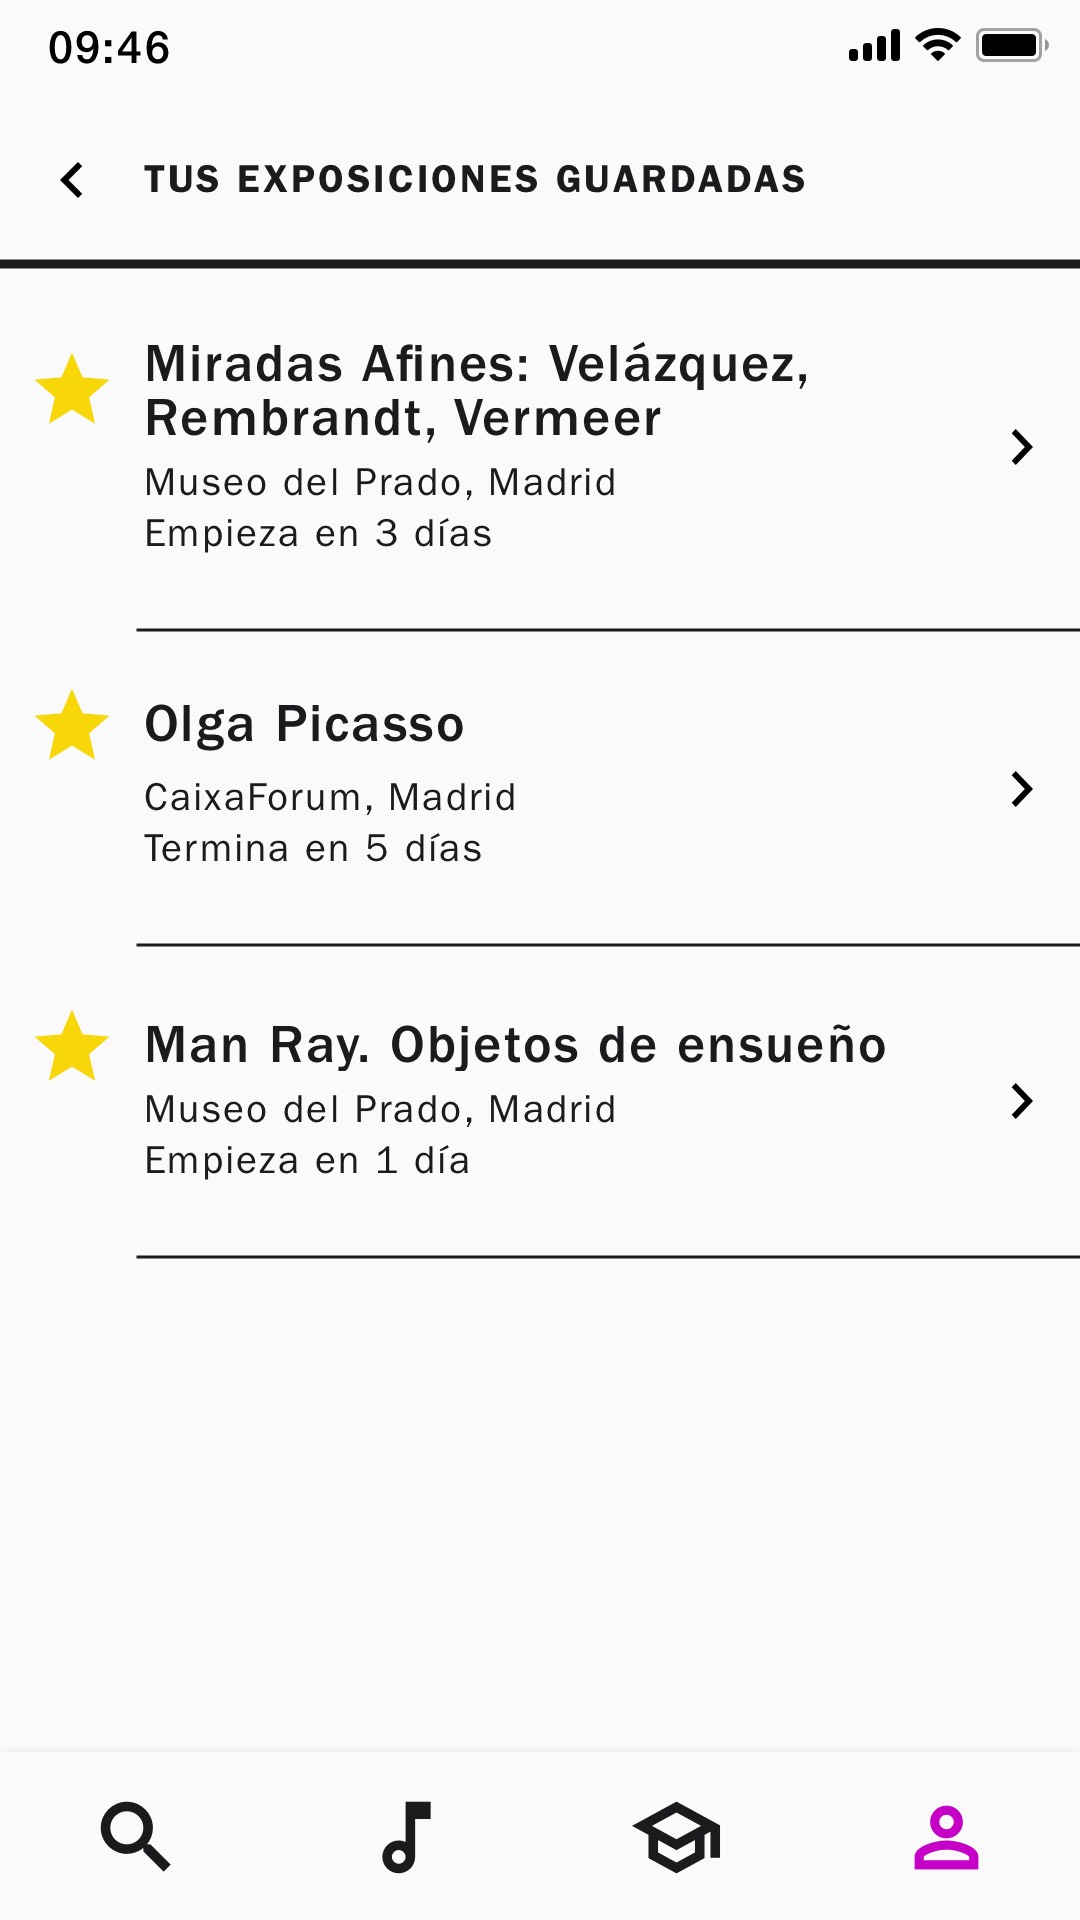 09:46
TUS EXPOSICIONES GUARDADAS
Miradas Afines: Velázquez,
Rembrandt, Vermeer
Museo del Prado, Madrid
Empieza en 3 días
Olga Picasso
CaixaForum, Madrid
Termina en 5 días
Man Ray. Objetos de ensueño
Museo del Prado, Madrid
Empieza en 1 día